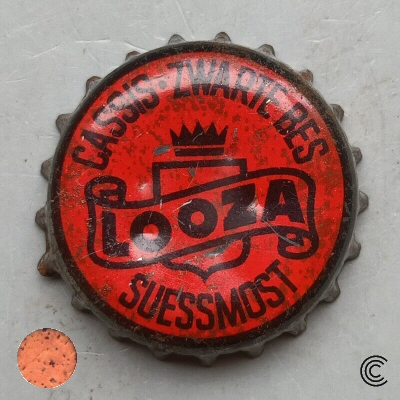 CASSIS · ZWARTE BES
LOOZA
SUESSMOST